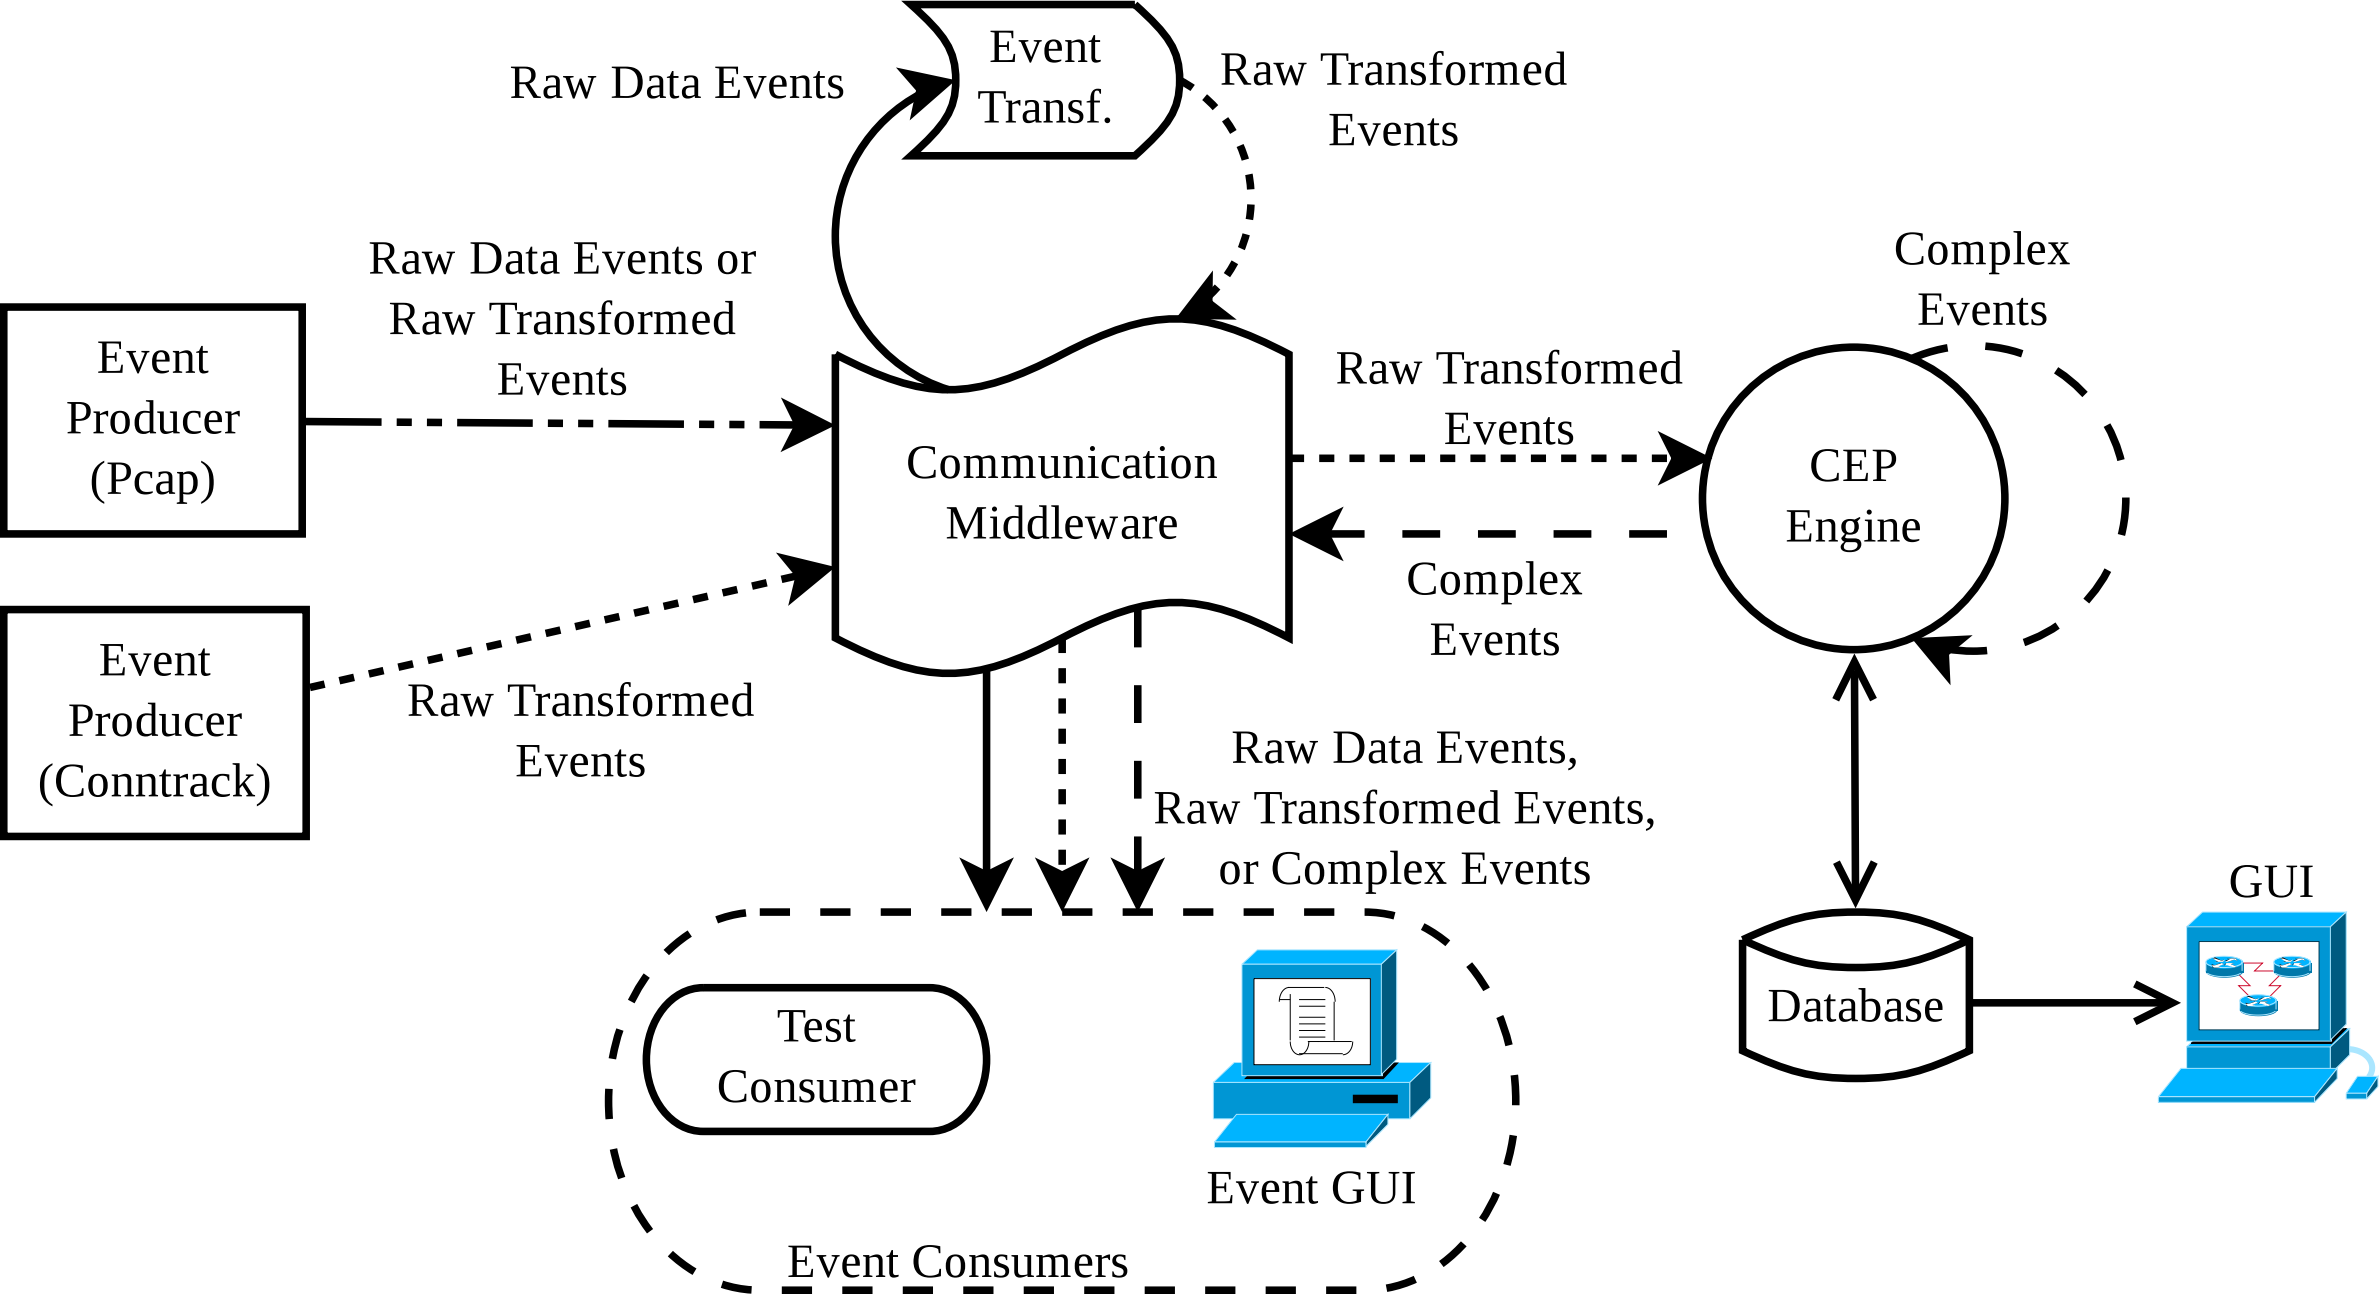 Event
Transf.
Raw Data Events
Raw Transformed
Events
Raw Data Events or
Raw Transformed
Events
Event
Producer
(Pcap)
Communication
Middleware
Raw Transformed
Events
Complex
Events
CEP
Engine
Complex
Events
Event
Producer
(Conntrack)
Raw Transformed
Events
Raw Data Events,
Raw Transformed Events,
or Complex Events
GUI
Database
Test
Consumer
Event GUI
Event Consumers